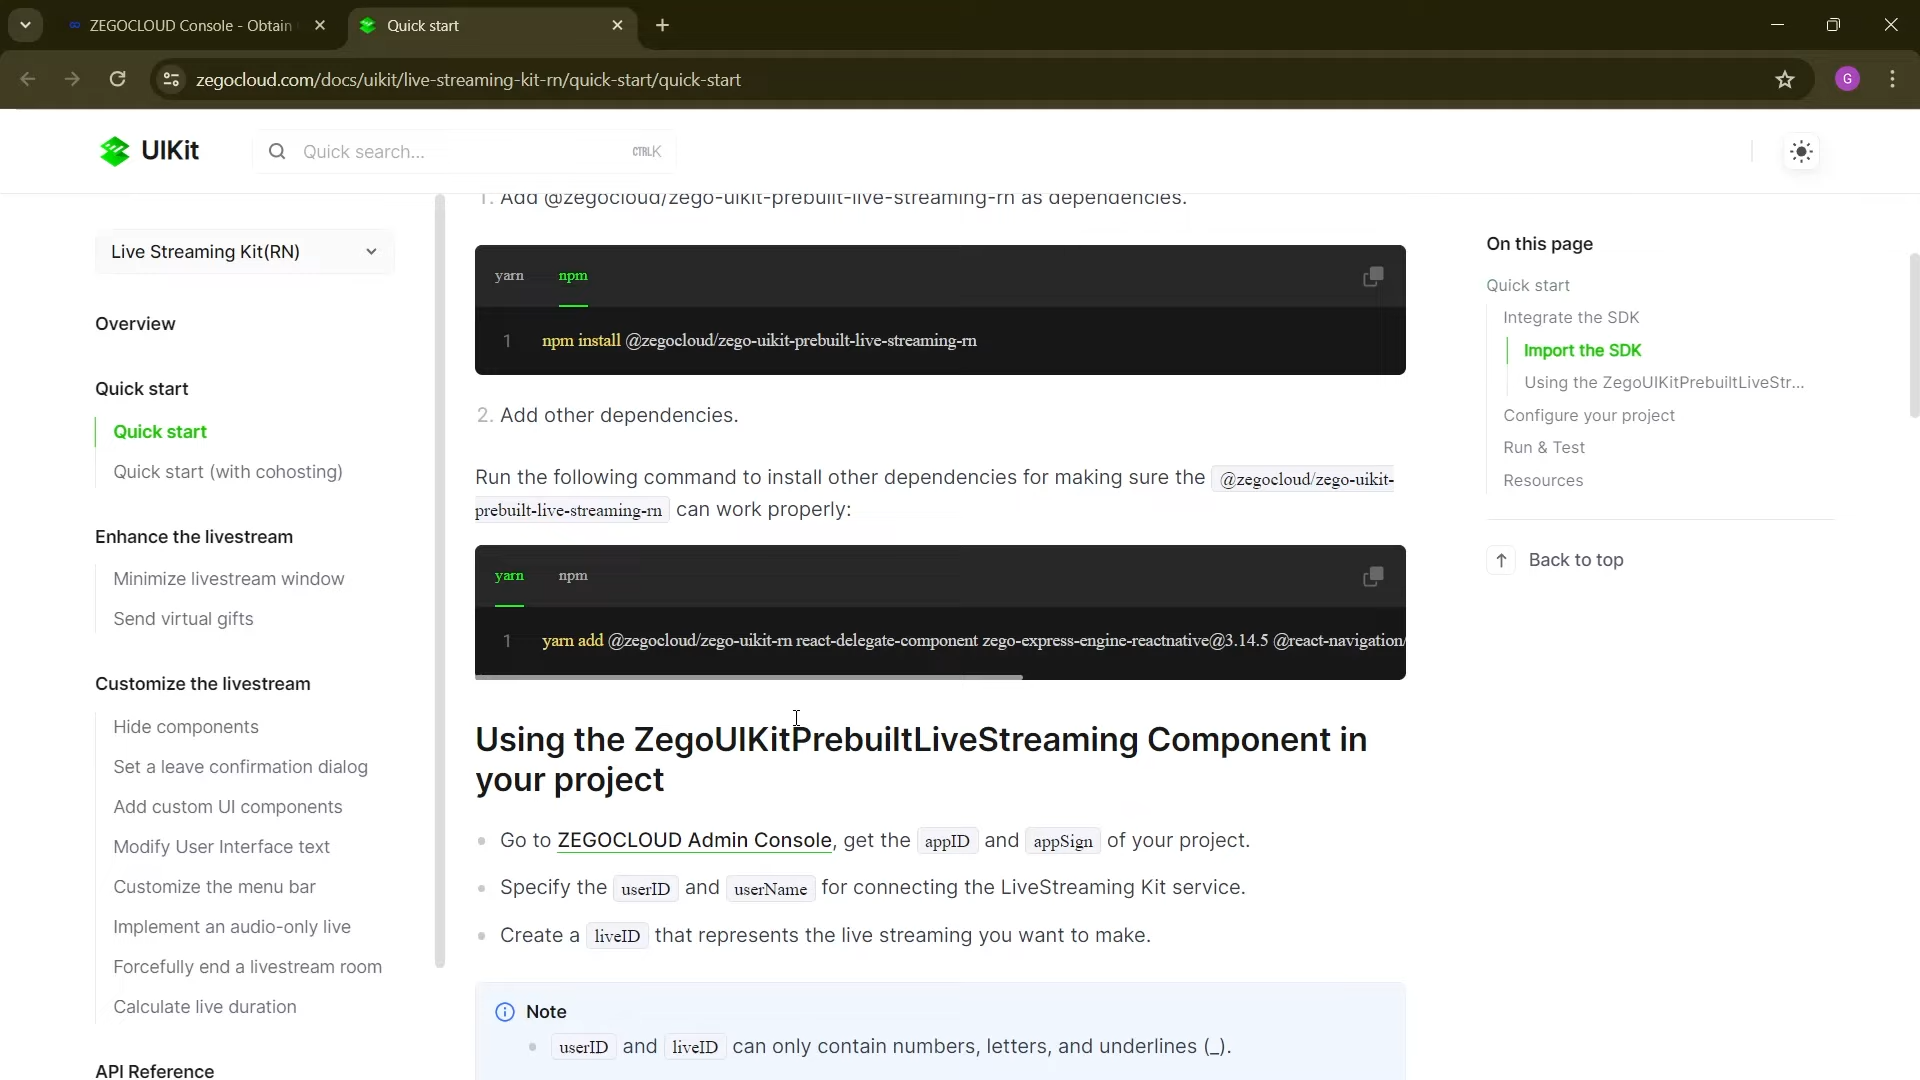 ZEGOCLOUD Console - Obtain
Quick start
zegocloud.com/docs/uikit/live-streaming-kit-rn/quick-start/quick-start
G
UIKit
Quick search...
CTRL K
Live Streaming Kit(RN)
Overview
Quick start
Quick start
Quick start (with cohosting)
Enhance the livestream
Minimize livestream window
Send virtual gifts
Customize the livestream
Hide components
Set a leave confirmation dialog
Add custom UI components
Modify User Interface text
Customize the menu bar
Implement an audio-only live
Forcefully end a livestream room
Calculate live duration
API Reference
1. Add @zegocloud/zego-uikit-prebuilt-live-streaming-rn as dependencies.
yarn npm
1 npm install @zegocloud/zego-uikit-prebuilt-live-streaming-rn
2. Add other dependencies.
Run the following command to install other dependencies for making sure the @zegocloud/zego-uikit-
prebuilt-live-streaming-rn can work properly:
yarn npm
1 yarn add @zegocloud/zego-uikit-rn react-delegate-component zego-express-engine-reactnative@3.14.5 @react-navigation/
Using the ZegoUIKitPrebuiltLiveStreaming Component in
your project
Go to ZEGOCLOUD Admin Console, get the appID and appSign of your project.
Specify the userID and userName for connecting the LiveStreaming Kit service.
Create a liveID that represents the live streaming you want to make.
Note
userID and liveID can only contain numbers, letters, and underlines (_).
On this page
Quick start
Integrate the SDK
Import the SDK
Using the ZegoUIKitPrebuiltLiveStr...
Configure your project
Run & Test
Resources
Back to top